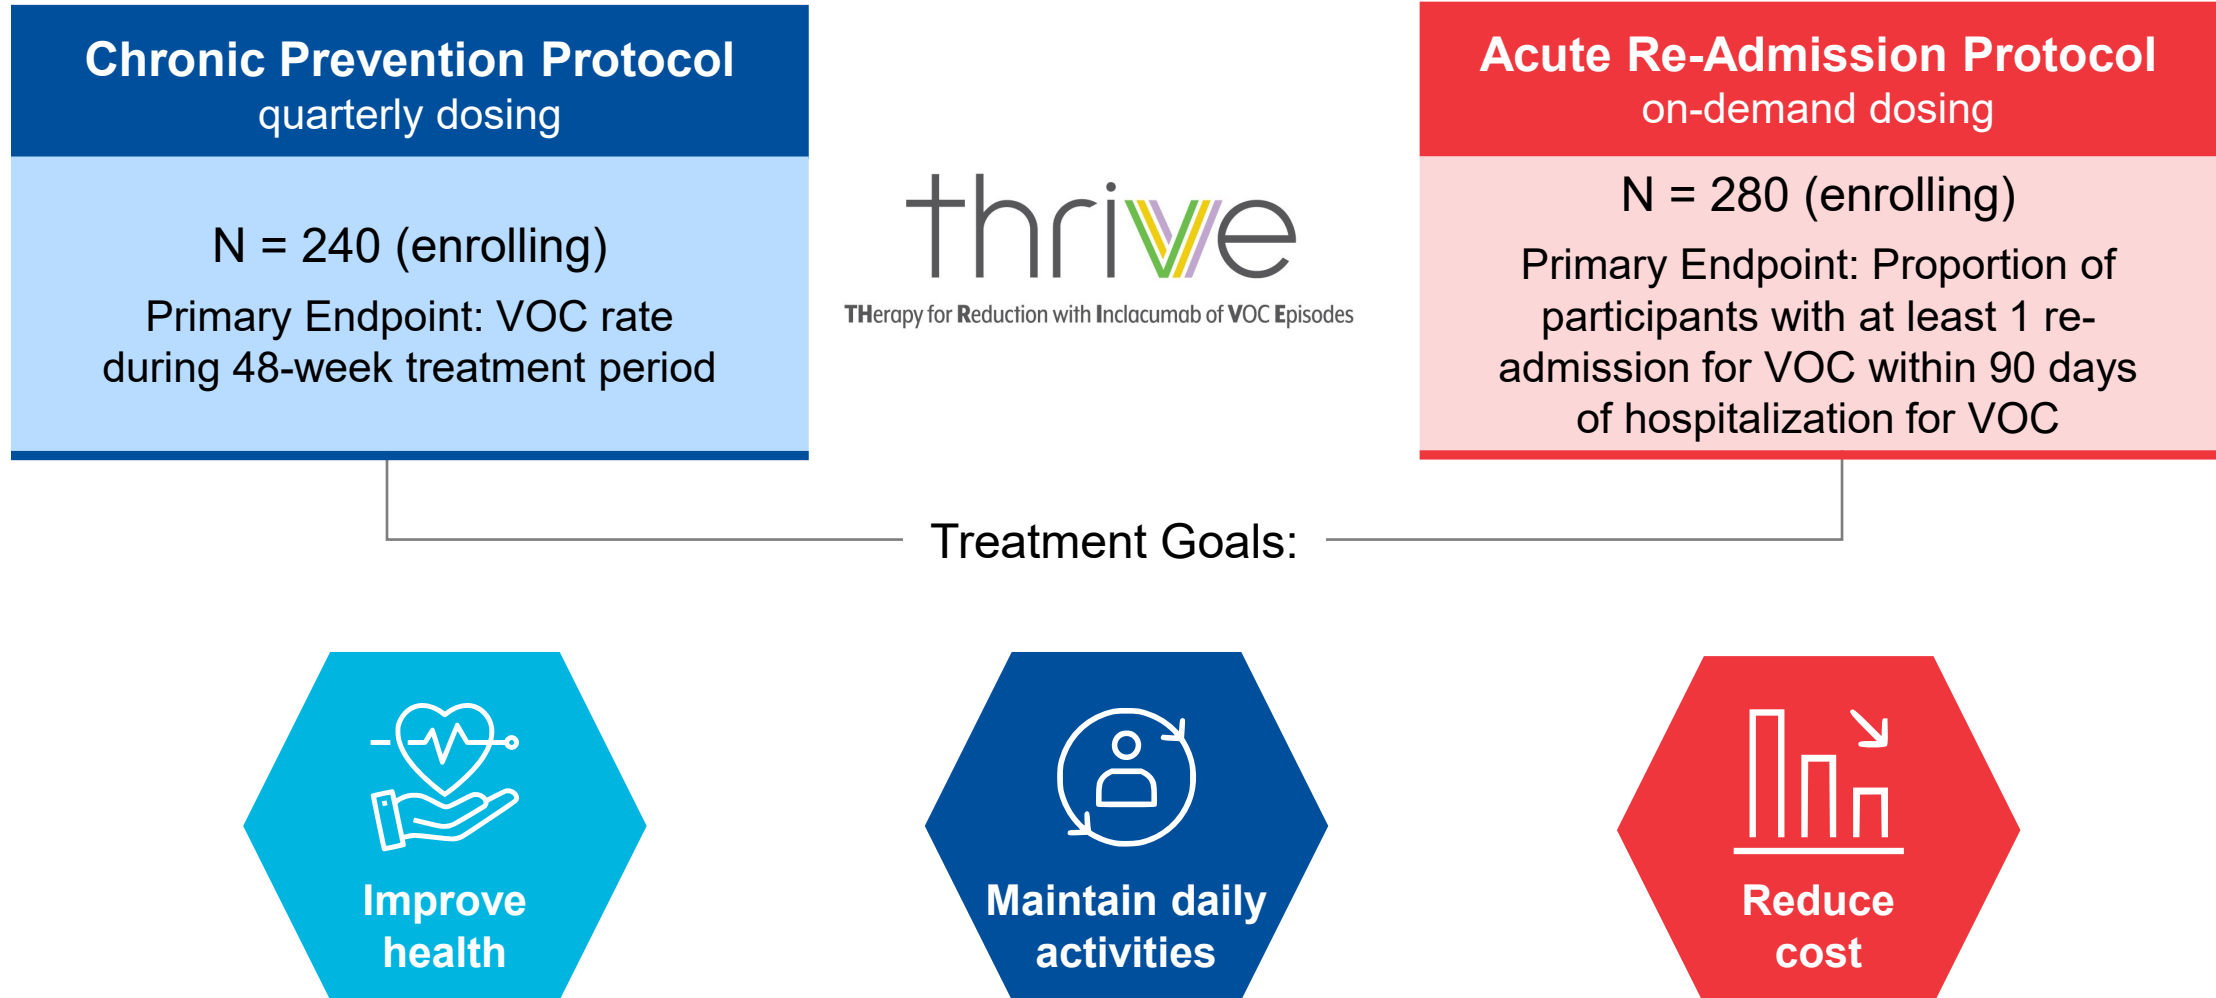 Chronic Prevention Protocol
quarterly dosing
N = 240 (enrolling)
Primary Endpoint: VOC rate
during 48-week treatment period
thrive
THerapy for Reduction with Inclacumab of VOC Episodes
Acute Re-Admission Protocol
on-demand dosing
N = 280 (enrolling)
Primary Endpoint: Proportion of
participants with at least 1 re-
admission for VOC within 90 days
of hospitalization for VOC
Treatment Goals:
Improve
health
Maintain daily
activities
Reduce
cost